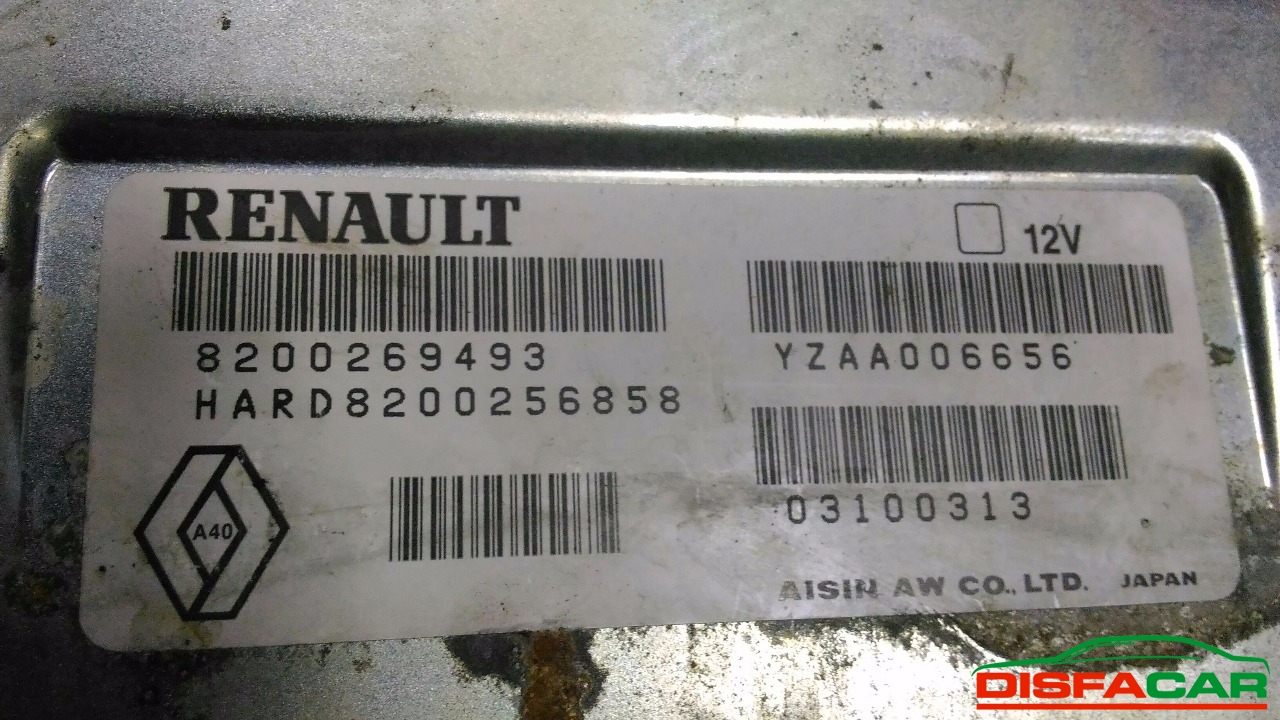 RENAULT
12V
8200269493
YZAA006656
HARD8200256858
03100313
A40
AISIN AW CO., LTD. JAPAN
DISFACAR